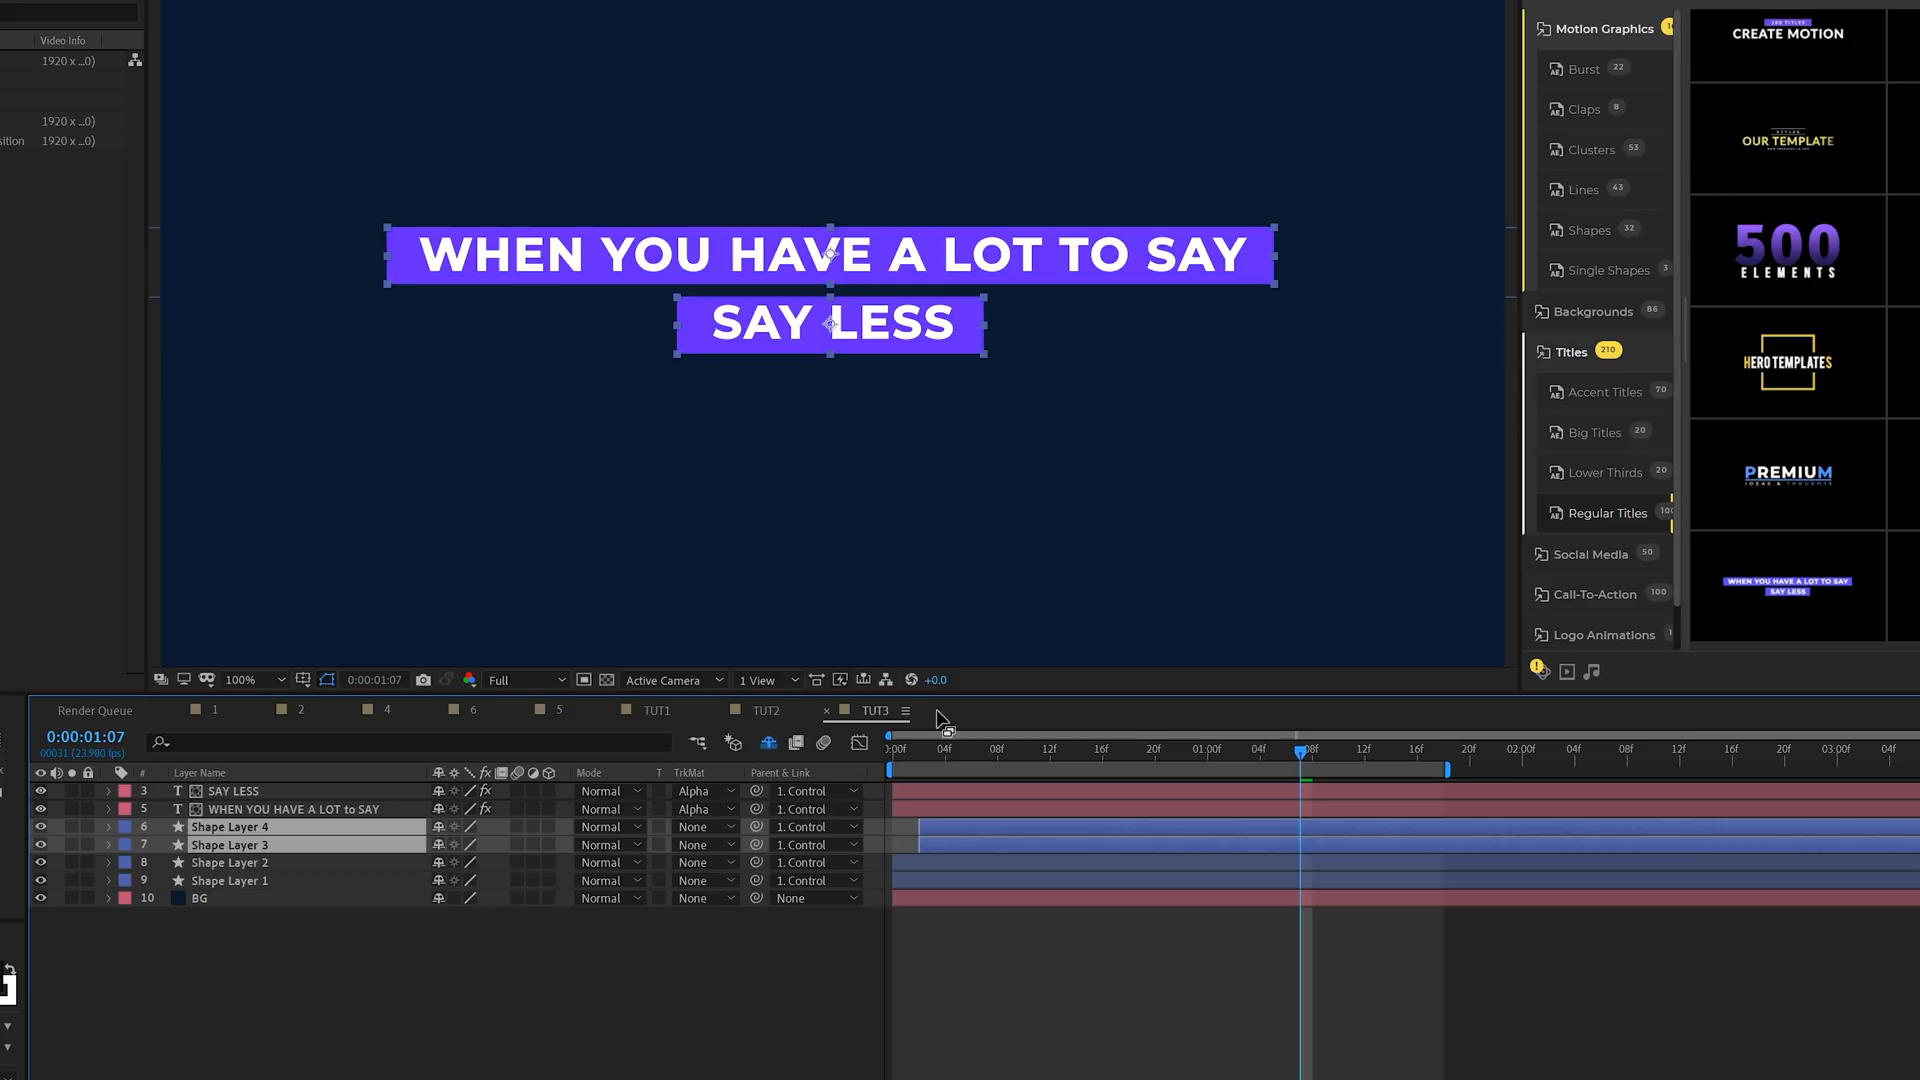 Video Info
1920 x ...0)
1920 x ...0)
sition 1920 x ...0)
WHEN YOU HAVE A LOT TO SAY
SAY LESS
Motion Graphics
Burst 22
Claps 8
Clusters 53
Lines 43
Shapes 32
Single Shapes 3
Backgrounds 86
Titles 210
Accent Titles 70
Big Titles 20
Lower Thirds 20
Regular Titles 100
Social Media 50
Call-To-Action 100
Logo Animations 1
CREATE MOTION
OUR TEMPLATE
500
ELEMENTS
HERO TEMPLATES
PREMIUM
IDEAS & THOUGHTS
WHEN YOU HAVE A LOT TO SAY
SAY LESS
100% 0:00:01:07 Full Active Camera 1 View +0.0
Render Queue 1 2 4 6 5 TUT1 TUT2 × TUT3
0:00:01:07
00031 (23.980 fps)
:00f 04f 08f 12f 16f 20f 01:00f 04f 08f 12f 16f 20f 02:00f 04f 08f 12f 16f 20f 03:00f 04f
# Layer Name fx Mode T TrkMat Parent & Link
3 T SAY LESS fx Normal Alpha 1. Control
5 T WHEN YOU HAVE A LOT to SAY fx Normal Alpha 1. Control
6 Shape Layer 4 Normal None 1. Control
7 Shape Layer 3 Normal None 1. Control
8 Shape Layer 2 Normal None 1. Control
9 Shape Layer 1 Normal None 1. Control
10 BG Normal None None